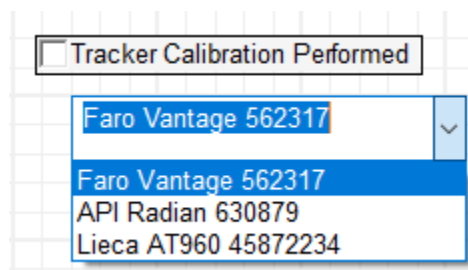 Tracker Calibration Performed
Faro Vantage 562317
Faro Vantage 562317
API Radian 630879
Lieca AT960 45872234